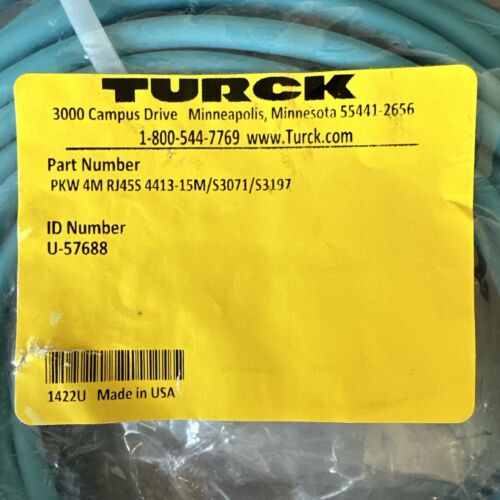 TURCK
3000 Campus Drive Minneapolis, Minnesota 55441-2656
1-800-544-7769 www.Turck.com
Part Number
PKW 4M RJ45S 4413-15M/S3071/S3197
ID Number
U-57688
1422U Made in USA